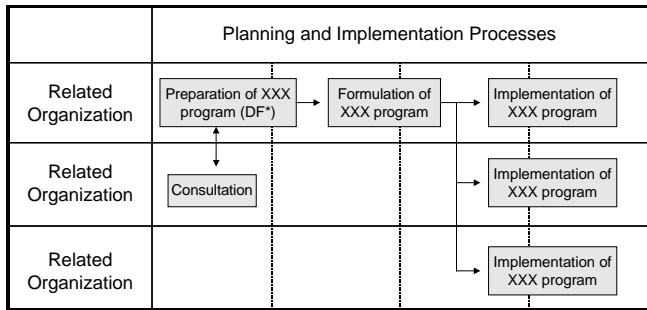 Planning and Implementation Processes
Related
Organization
Preparation of XXX
program (DF*)
Formulation of
XXX program
Implementation of
XXX program
Related
Organization
Consultation
Implementation of
XXX program
Related
Organization
Implementation of
XXX program